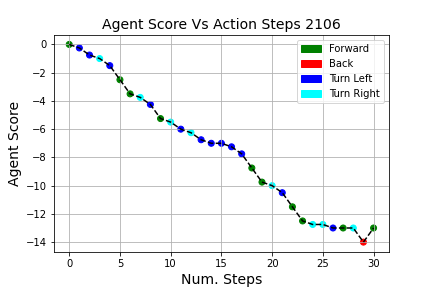 Agent Score Vs Action Steps 2106
Agent Score
0
−2
−4
−6
−8
−10
−12
−14
Forward
Back
Turn Left
Turn Right
0 5 10 15 20 25 30
Num. Steps